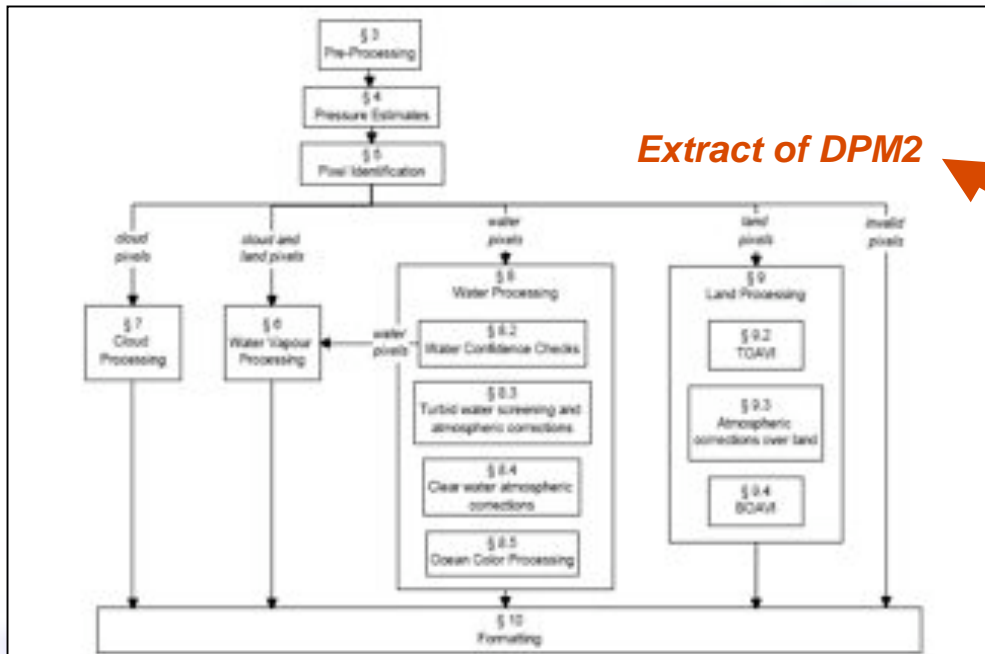 § 3
Pre-Processing
§ 4
Pressure Estimates
§ 5
Pixel Identification
Extract of DPM2
cloud
pixels
cloud and
land pixels
water
pixels
land
pixels
invalid
pixels
§ 7
Cloud
Processing
§ 6
Water Vapour
Processing
water
pixels
§ 8
Water Processing
§ 8.2
Water Confidence Checks
§ 8.3
Turbid water screening and
atmospheric corrections
§ 8.4
Clear water atmospheric
corrections
§ 8.5
Ocean Color Processing
§ 9
Land Processing
§ 9.2
TOAVI
§ 9.3
Atmospheric
corrections over land
§ 9.4
BOAVI
§ 10
Formatting